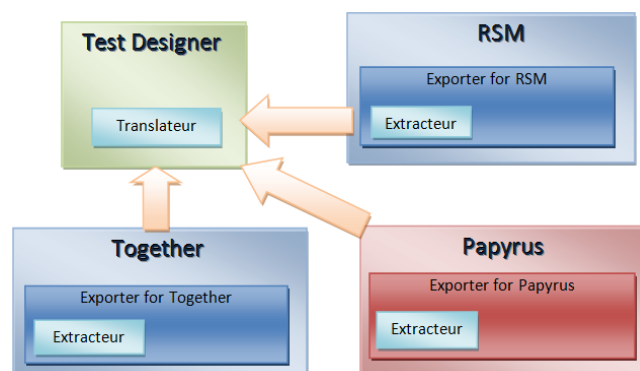 Test Designer
Translateur
RSM
Exporter for RSM
Extracteur
Together
Exporter for Together
Extracteur
Papyrus
Exporter for Papyrus
Extracteur